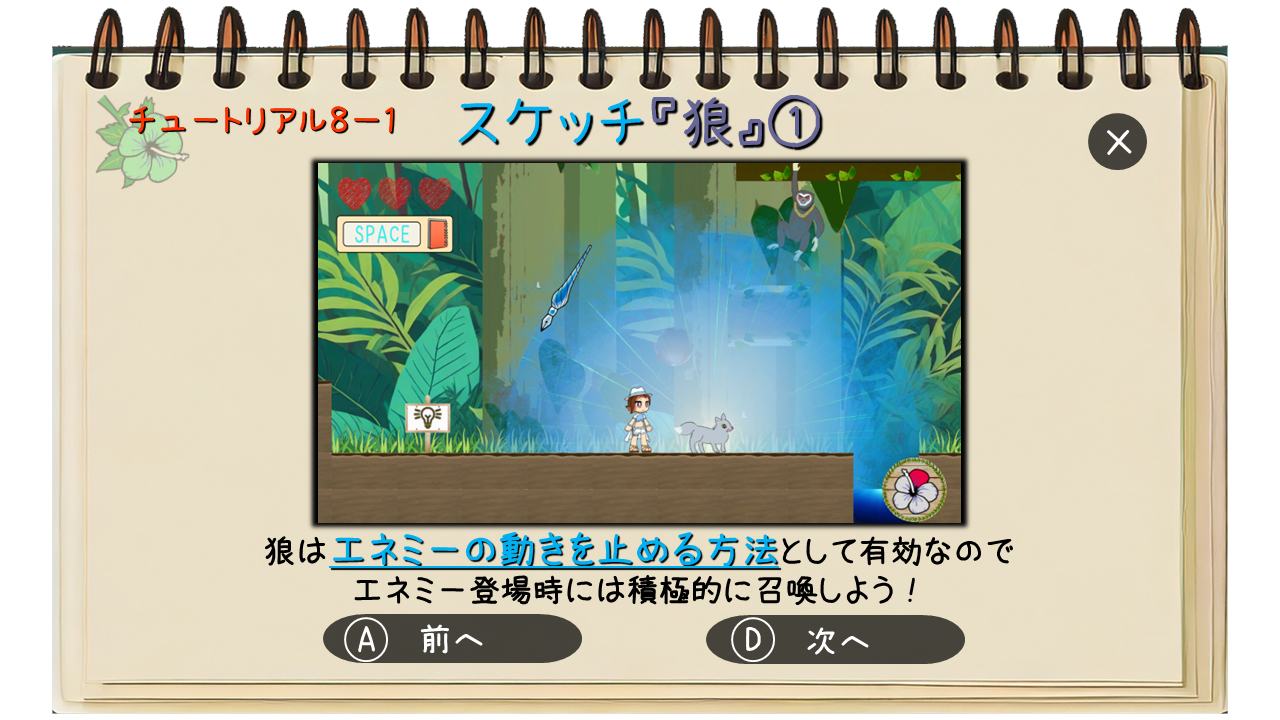 チュートリアル8ー1
スケッチ『狼』①
SPACE
狼はエネミーの動きを止める方法として有効なので
エネミー登場時には積極的に召喚しよう！
A 前へ
D 次へ